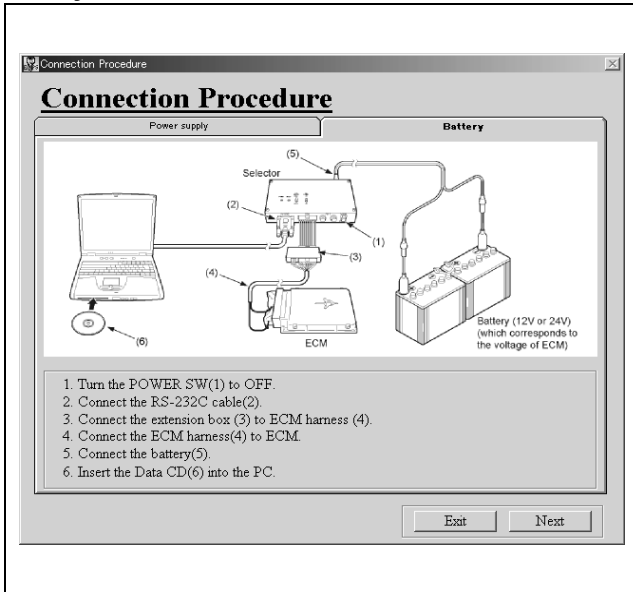 Connection Procedure
Connection Procedure
Power supply
Battery
(5)
Selector
(2)
(1)
(3)
(4)
(6)
ECM
Battery (12V or 24V)
(which corresponds to
the voltage of ECM)
1. Turn the POWER SW(1) to OFF.
2. Connect the RS-232C cable(2).
3. Connect the extension box (3) to ECM harness (4).
4. Connect the ECM harness(4) to ECM.
5. Connect the battery(5).
6. Insert the Data CD(6) into the PC.
Exit
Next